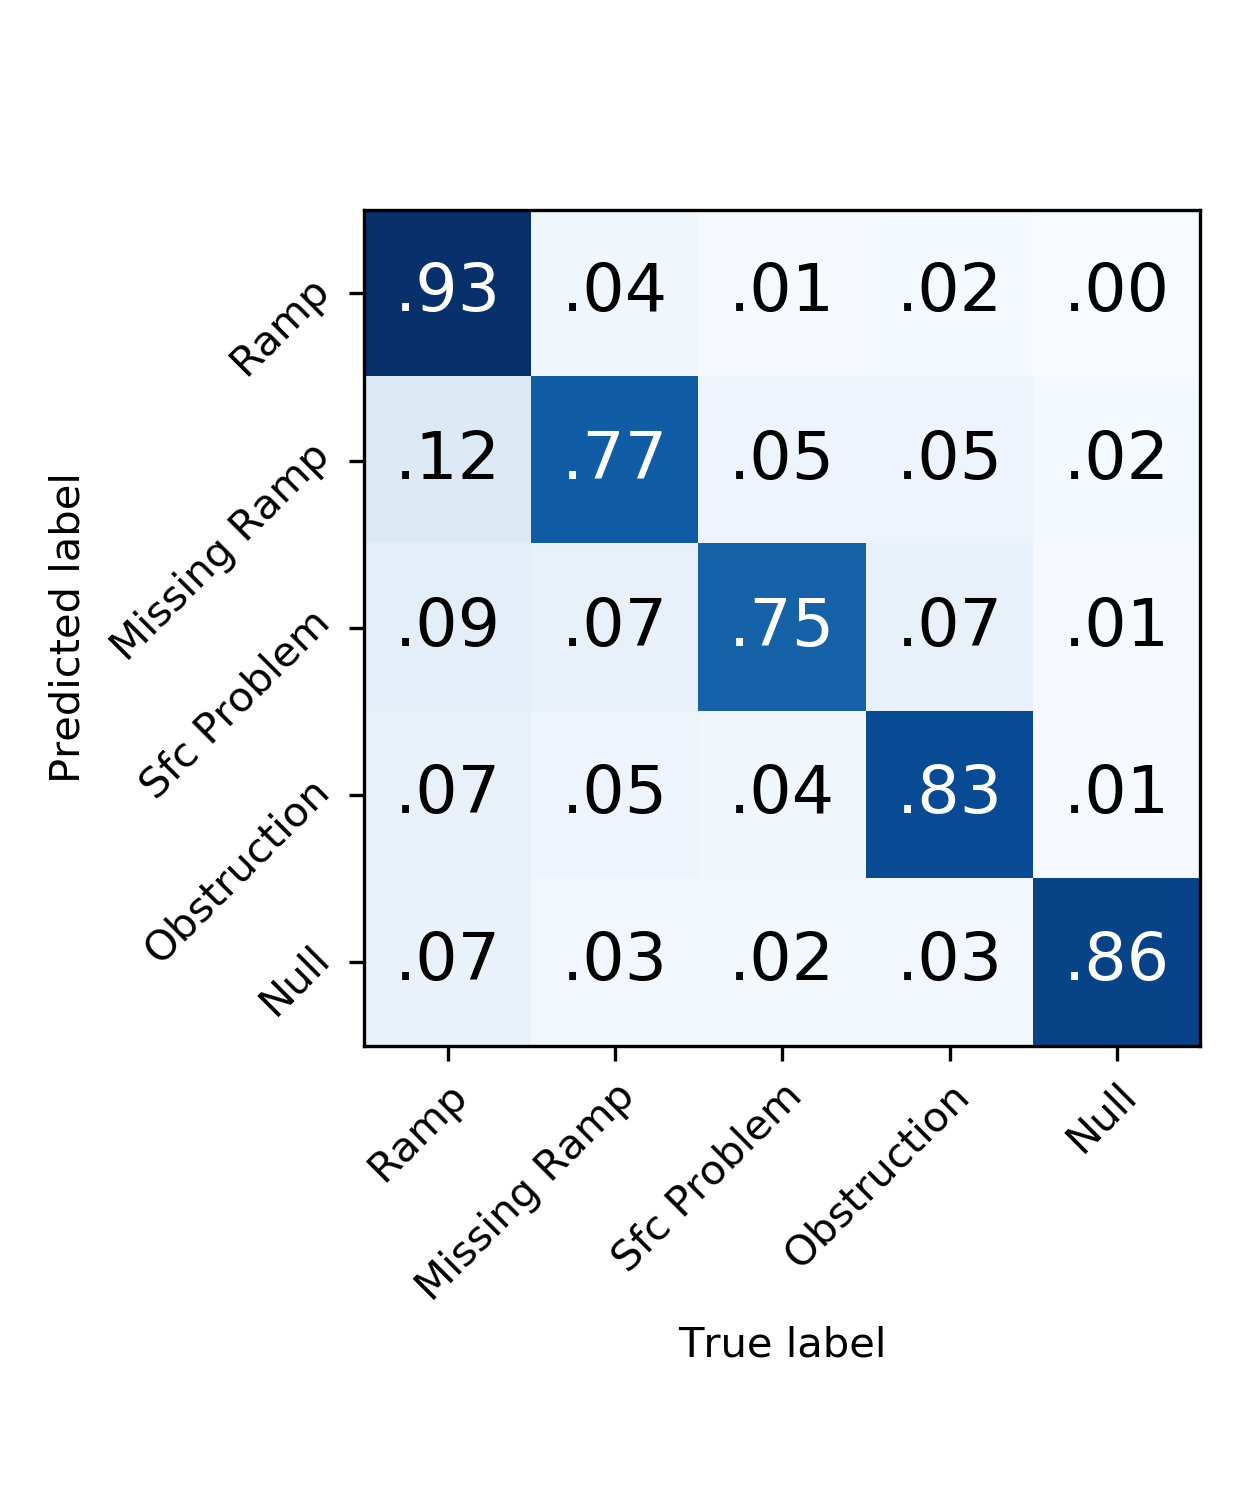 Predicted label
Ramp .93 .04 .01 .02 .00
Missing Ramp .12 .77 .05 .05 .02
Sfc Problem .09 .07 .75 .07 .01
Obstruction .07 .05 .04 .83 .01
Null .07 .03 .02 .03 .86
Ramp Missing Ramp Sfc Problem Obstruction Null
True label